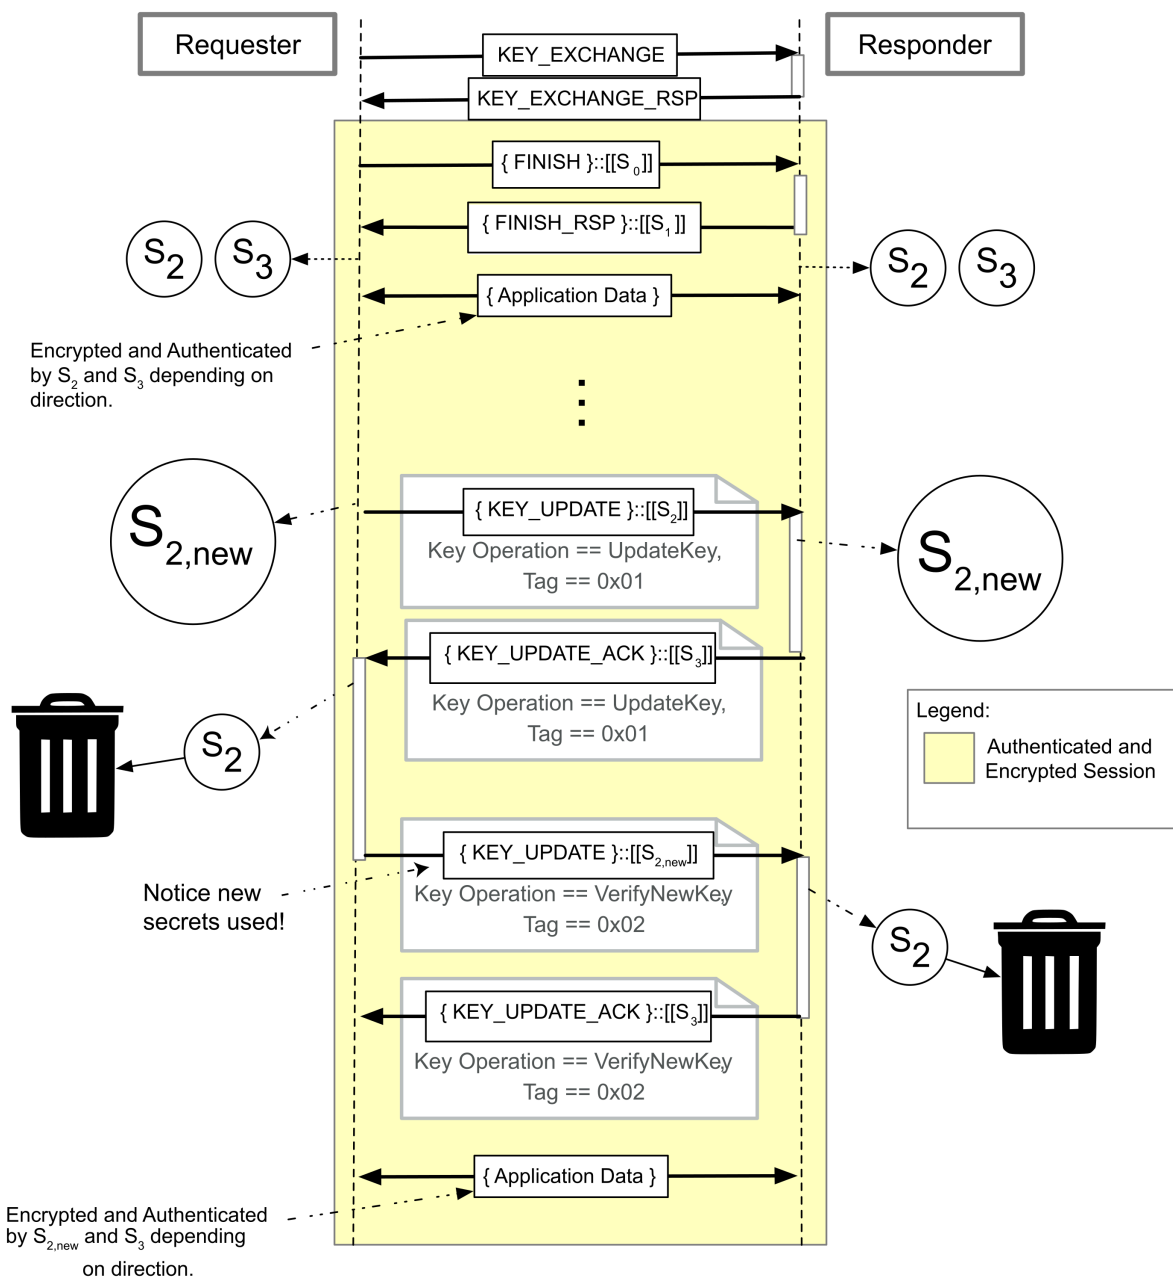 Requester
Responder
KEY_EXCHANGE
KEY_EXCHANGE_RSP
{ FINISH }::[[S0]]
{ FINISH_RSP }::[[S1]]
S2 S3
S2 S3
{ Application Data }
Encrypted and Authenticated
by S2 and S3 depending on
direction.
S2,new
{ KEY_UPDATE }::[[S2]]
Key Operation == UpdateKey,
Tag == 0x01
S2,new
{ KEY_UPDATE_ACK }::[[S3]]
Key Operation == UpdateKey,
Tag == 0x01
S2
Legend:
Authenticated and
Encrypted Session
{ KEY_UPDATE }::[[S2,new]]
Key Operation == VerifyNewKey,
Tag == 0x02
Notice new
secrets used!
S2
{ KEY_UPDATE_ACK }::[[S3]]
Key Operation == VerifyNewKey,
Tag == 0x02
{ Application Data }
Encrypted and Authenticated
by S2,new and S3 depending
on direction.